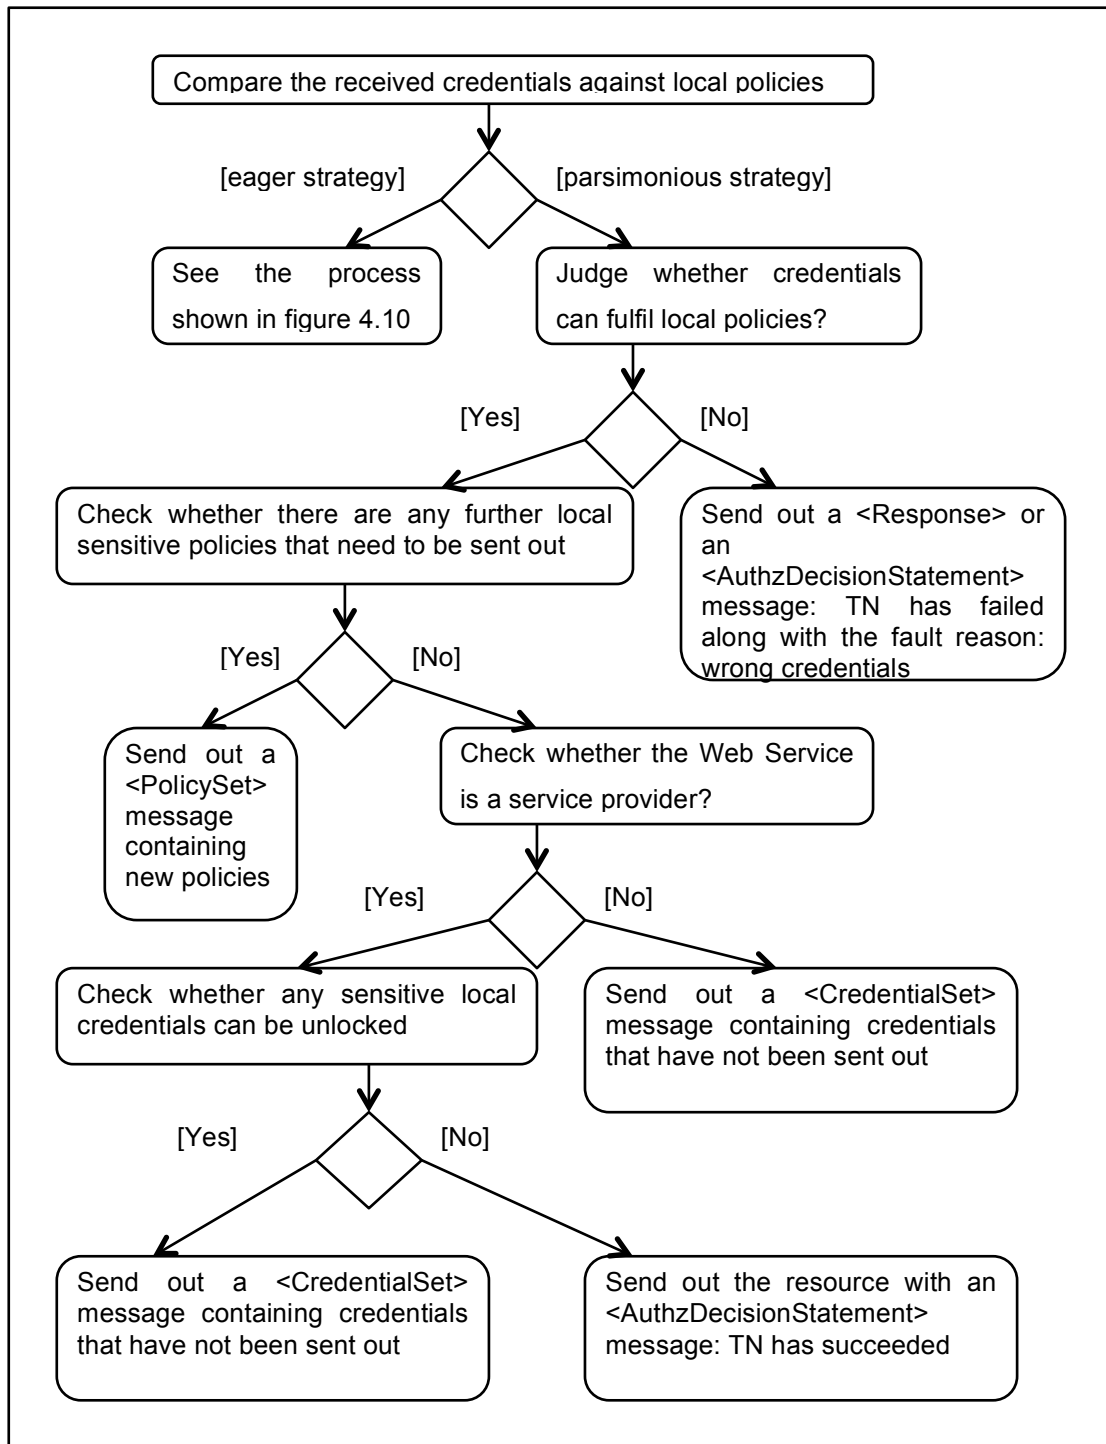 Compare the received credentials against local policies
[eager strategy]
[parsimonious strategy]
See the process
shown in figure 4.10
Judge whether credentials
can fulfil local policies?
[Yes]
[No]
Check whether there are any further local
sensitive policies that need to be sent out
Send out a <Response> or
an
<AuthzDecisionStatement>
message: TN has failed
along with the fault reason:
wrong credentials
[Yes]
[No]
Send out a
<PolicySet>
message
containing
new policies
Check whether the Web Service
is a service provider?
[Yes]
[No]
Check whether any sensitive local
credentials can be unlocked
Send out a <CredentialSet>
message containing credentials
that have not been sent out
[Yes]
[No]
Send out a <CredentialSet>
message containing credentials
that have not been sent out
Send out the resource with an
<AuthzDecisionStatement>
message: TN has succeeded